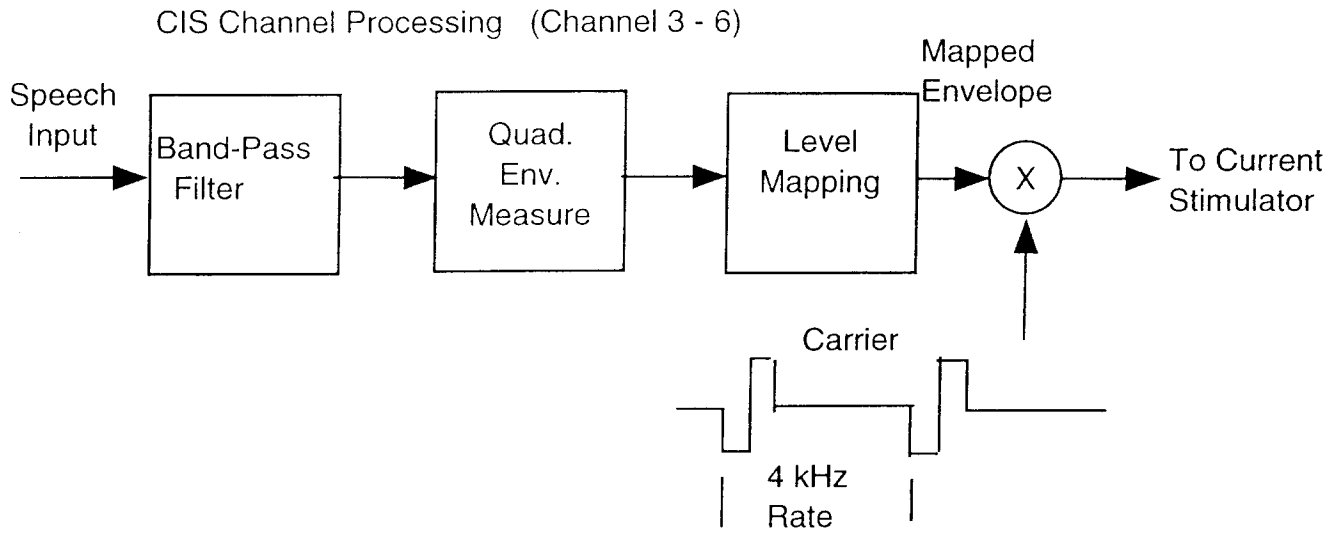 CIS Channel Processing (Channel 3 - 6)
Speech
Input
Band-Pass
Filter
Quad.
Env.
Measure
Level
Mapping
Mapped
Envelope
X
To Current
Stimulator
Carrier
4 kHz
Rate